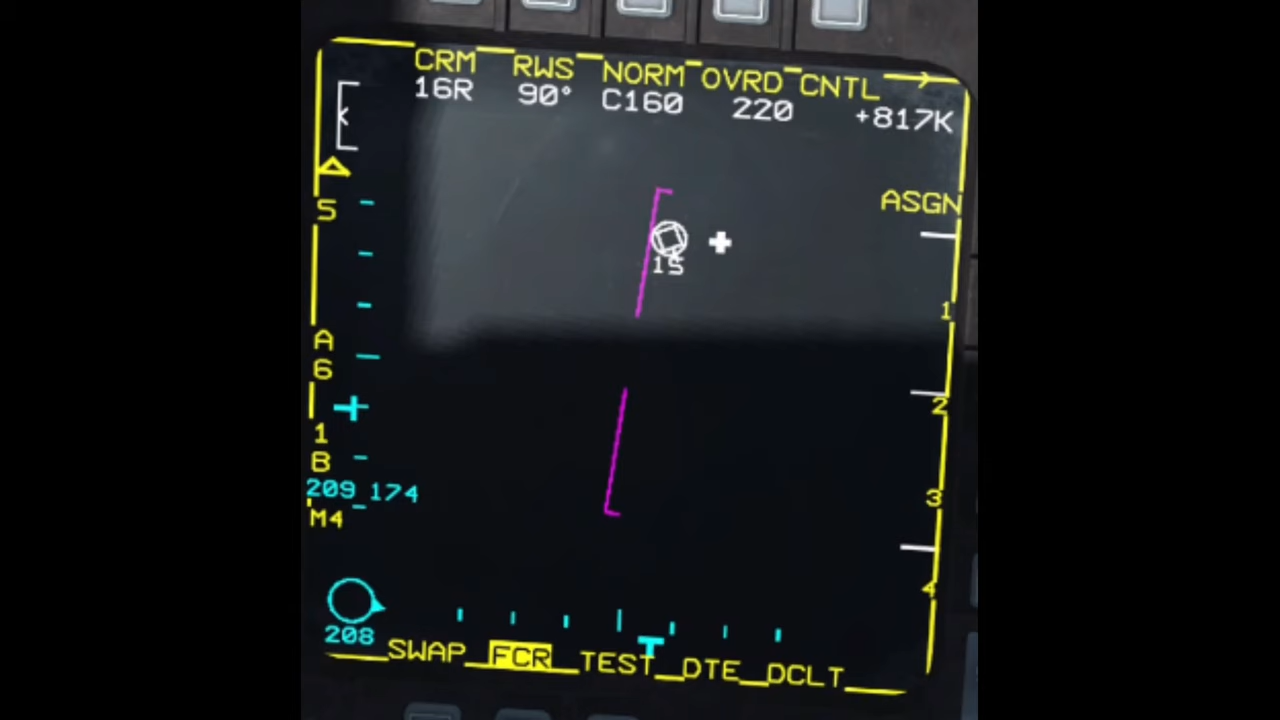 CRM RWS NORM OVRD CNTL
16R 90° C160 220 +817K
ASGN
5
15
1
A
6
2
1
B
209 174
3
M4
4
208
SWAP FCR TEST DTE DCLT